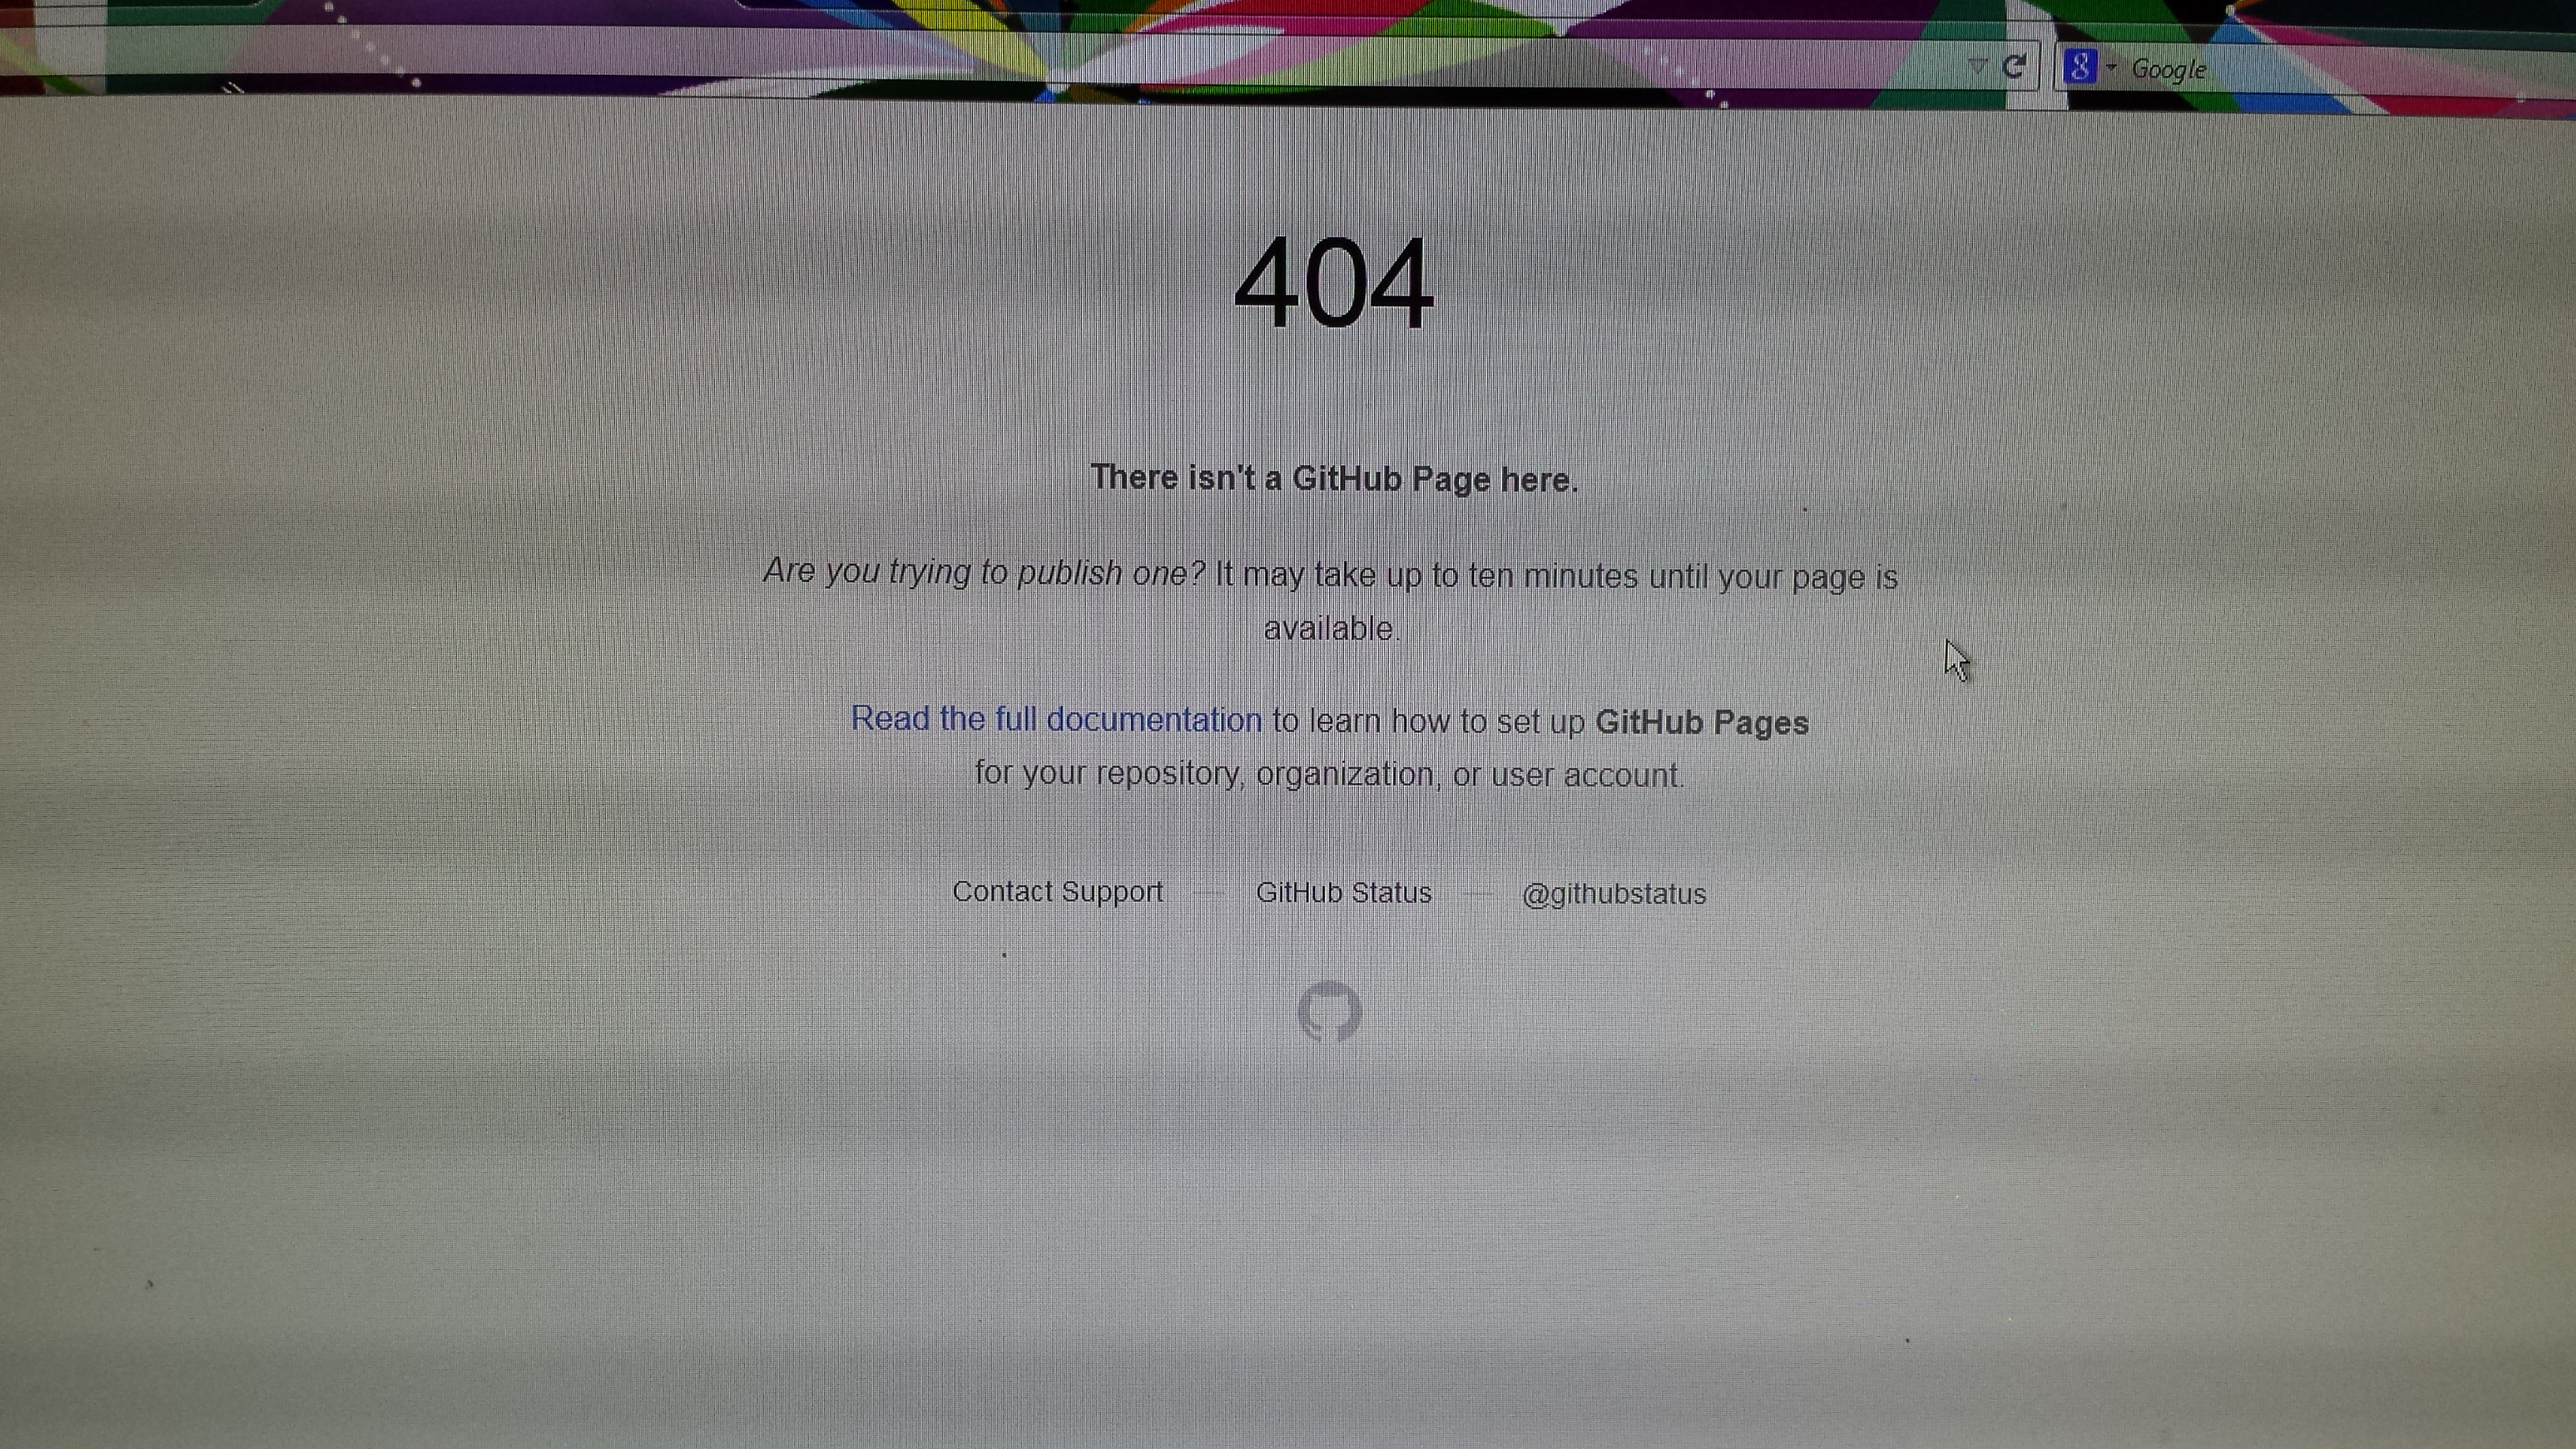 8 Google
404
There isn't a GitHub Page here.
Are you trying to publish one? It may take up to ten minutes until your page is
available.
Read the full documentation to learn how to set up GitHub Pages
for your repository, organization, or user account.
Contact Support — GitHub Status — @githubstatus